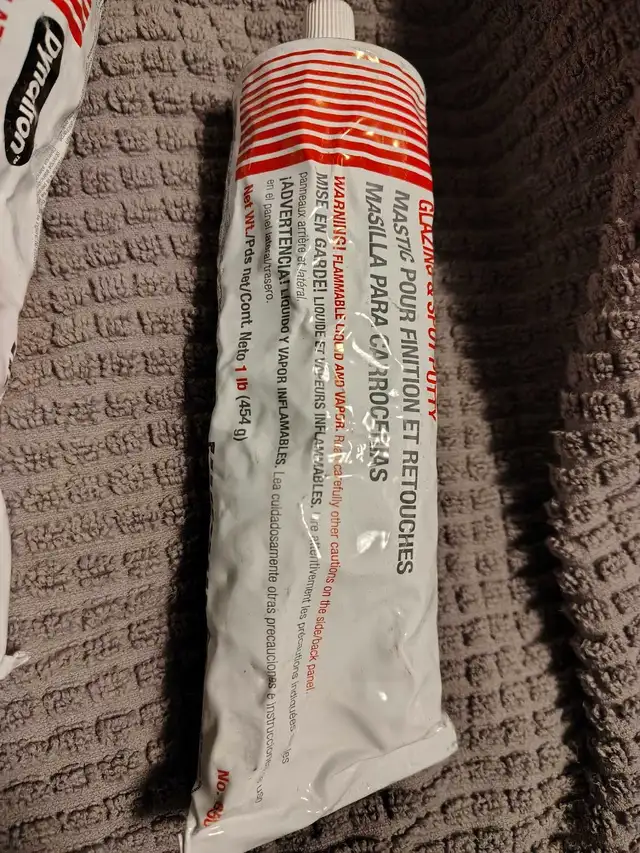 Dynatron
GLAZING & SPOT PUTTY
MASTIC POUR FINITION ET RETOUCHES
MASILLA PARA CARROCERIAS
WARNING! FLAMMABLE LIQUID AND VAPOR. Read carefully other cautions on the side/back panel.
MISE EN GARDE! LIQUIDE ET VAPEURS INFLAMMABLES. Lire attentivement les précautions indiquées les
panneaux arrière et latéral.
¡ADVERTENCIA! LIQUIDO Y VAPOR INFLAMABLES. Lea cuidadosamente otras precauciones e instrucciones
en el panel lateral/trasero.
Net Wt./Pds net/Cont. Neto 1 lb (454 g)
No.